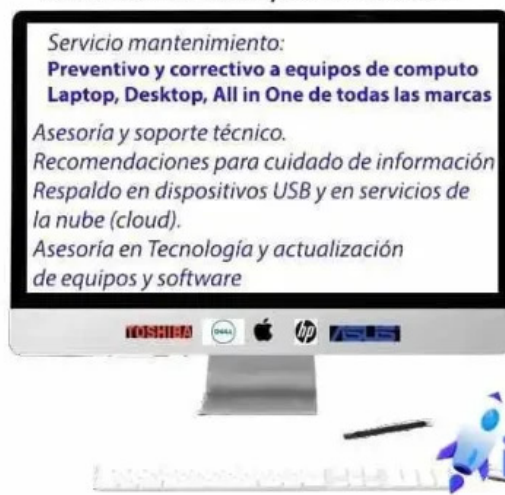 Servicio mantenimiento:
Preventivo y correctivo a equipos de computo
Laptop, Desktop, All in One de todas las marcas
Asesoría y soporte técnico.
Recomendaciones para cuidado de información
Respaldo en dispositivos USB y en servicios de
la nube (cloud).
Asesoría en Tecnología y actualización
de equipos y software
TOSHIBA DELL hp ASUS